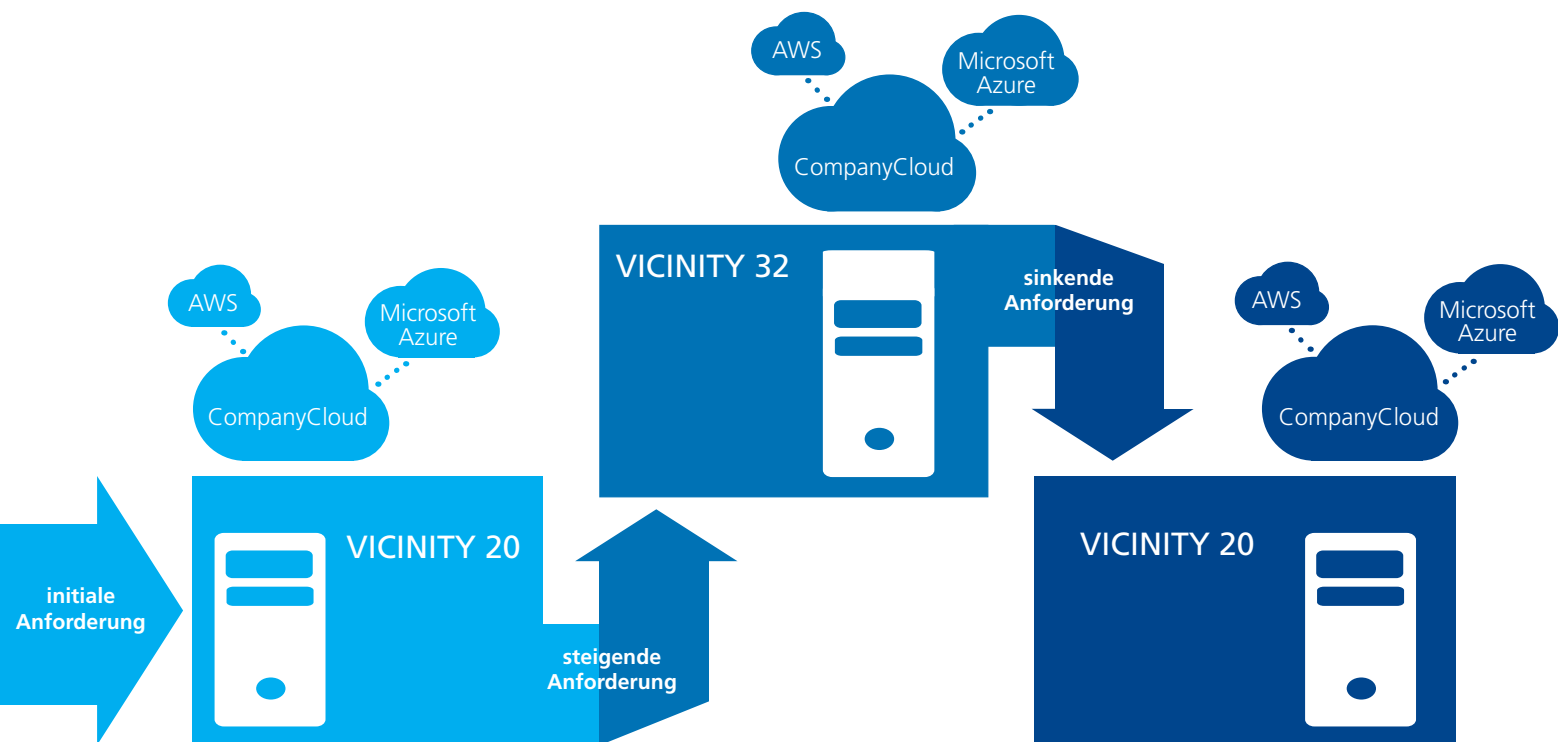 initiale
Anforderung
AWS
Microsoft
Azure
CompanyCloud
VICINITY 20
steigende
Anforderung
AWS
Microsoft
Azure
CompanyCloud
VICINITY 32
sinkende
Anforderung
AWS
Microsoft
Azure
CompanyCloud
VICINITY 20